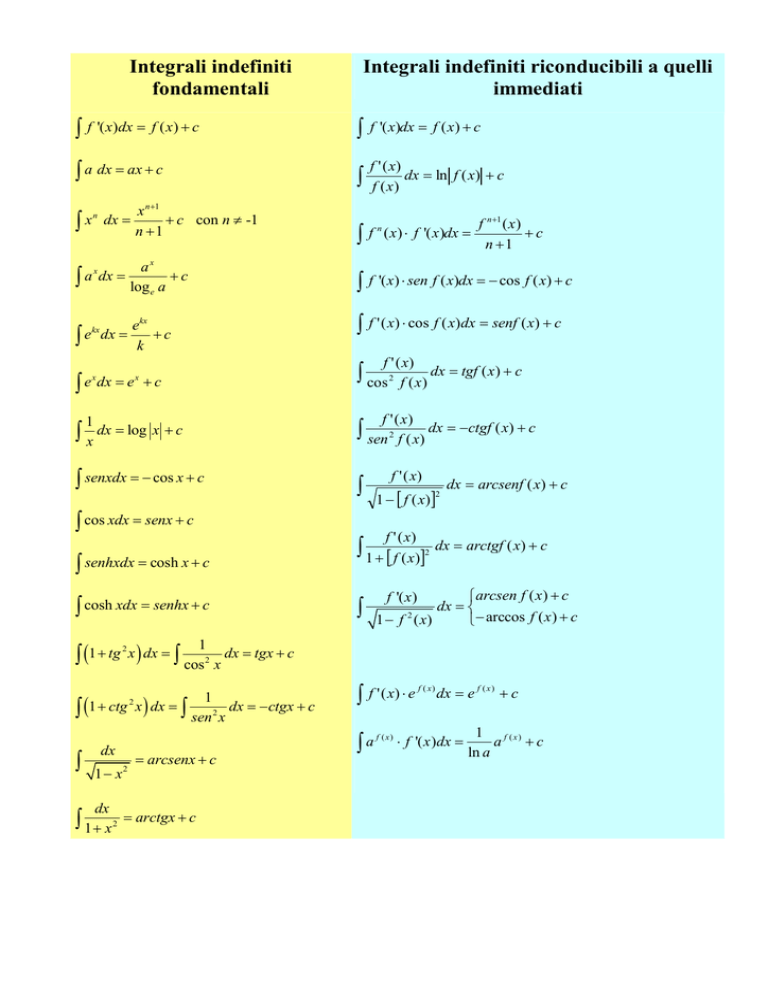 Integrali indefiniti
fondamentali
∫ f '(x)dx = f (x) + c
∫ a dx = ax + c
∫ xⁿ dx = xⁿ⁺¹/(n + 1) + c con n ≠ -1
∫ aˣ dx = aˣ/(logₑ a) + c
∫ eᵏˣ dx = eᵏˣ/k + c
∫ eˣ dx = eˣ + c
∫ 1/x dx = log |x| + c
∫ senxdx = − cos x + c
∫ cos xdx = senx + c
∫ senhxdx = cosh x + c
∫ cosh xdx = senhx + c
∫ (1 + tg² x) dx = ∫ 1/(cos² x) dx = tgx + c
∫ (1 + ctg² x) dx = ∫ 1/(sen² x) dx = −ctgx + c
∫ dx/√(1 − x²) = arcsenx + c
∫ dx/(1 + x²) = arctgx + c
Integrali indefiniti riconducibili a quelli
immediati
∫ f '(x)dx = f (x) + c
∫ f '(x)/f (x) dx = ln |f (x)| + c
∫ fⁿ (x) · f '(x)dx = fⁿ⁺¹ (x)/(n + 1) + c
∫ f '(x) · sen f (x)dx = − cos f (x) + c
∫ f '(x) · cos f (x)dx = senf (x) + c
∫ f '(x)/(cos² f (x)) dx = tgf (x) + c
∫ f '(x)/(sen² f (x)) dx = −ctgf (x) + c
∫ f '(x)/√(1 − [f (x)]²) dx = arcsenf (x) + c
∫ f '(x)/(1 + [f (x)]²) dx = arctgf (x) + c
∫ f '(x)/√(1 − f² (x)) dx = { arcsen f (x) + c
− arccos f (x) + c
∫ f '(x) · e^f (x) dx = e^f (x) + c
∫ a^f (x) · f '(x)dx = 1/(ln a) a^f (x) + c